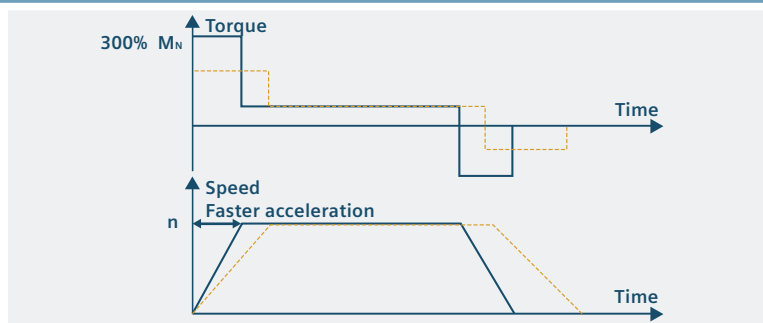 Torque
300% MN
Time
Speed
Faster acceleration
n
Time